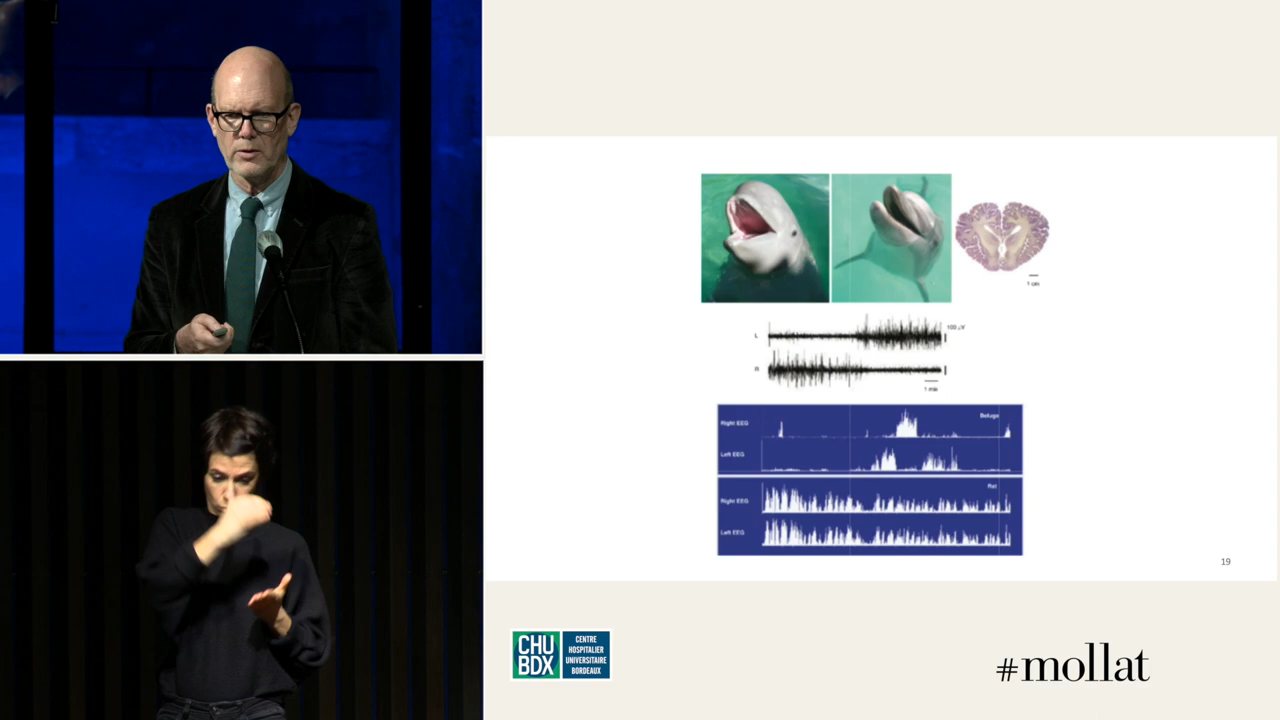 1 cm
L
100 µV
R
1 min
Right EEG
Beluga
Left EEG
Rat
Right EEG
Left EEG
19
CHU
BDX
CENTRE
HOSPITALIER
UNIVERSITAIRE
BORDEAUX
#mollat